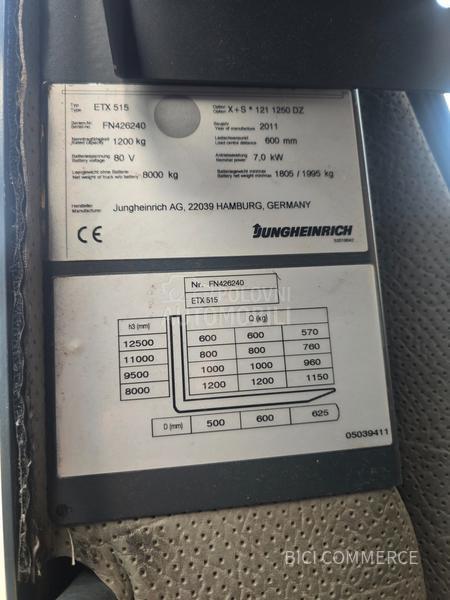 Typ
Type
ETX 515
Option
Option
X+S * 121 1250 DZ
Serien-Nr.
Serial-no.
FN426240
Baujahr
Year of manufacture
2011
Nenntragfähigkeit
Rated capacity
1200 kg
Lastschwerpunkt
Load centre distance
600 mm
Batteriespannung
Battery voltage
80 V
Antriebsleistung
Nominal power
7,0 kW
Leergewicht ohne Batterie
Net weight of truck w/o battery
8000 kg
Batteriegewicht min/max
Battery net weight min/max
1805 / 1995 kg
Hersteller
Manufacturer
Jungheinrich AG, 22039 HAMBURG, GERMANY
CE
JUNGHEINRICH
Nr. FN426240
ETX 515
POLOVNI
AUTOMOBILI
h3 (mm) Q (kg)
12500 600 600 570
11000 800 800 760
9500 1000 1000 960
8000 1200 1200 1150
D (mm) 500 600 625
05039411
BICI COMMERCE